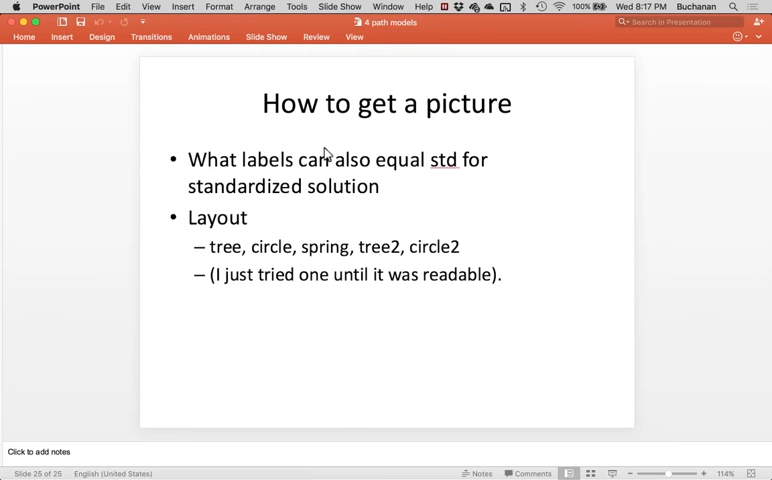 PowerPoint File Edit View Insert Format Arrange Tools Slide Show Window Help 100% Wed 8:17 PM Buchanan
4 path models
Search in Presentation
Home Insert Design Transitions Animations Slide Show Review View
How to get a picture
• What labels can also equal std for
standardized solution
• Layout
– tree, circle, spring, tree2, circle2
– (I just tried one until it was readable).
Click to add notes
Slide 25 of 25 English (United States) Notes Comments 114%